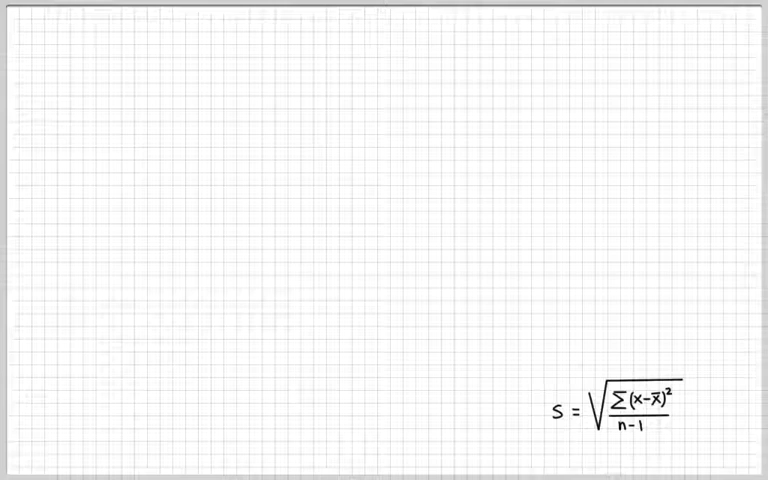 s = √(∑(x-x̄)²/n-1)